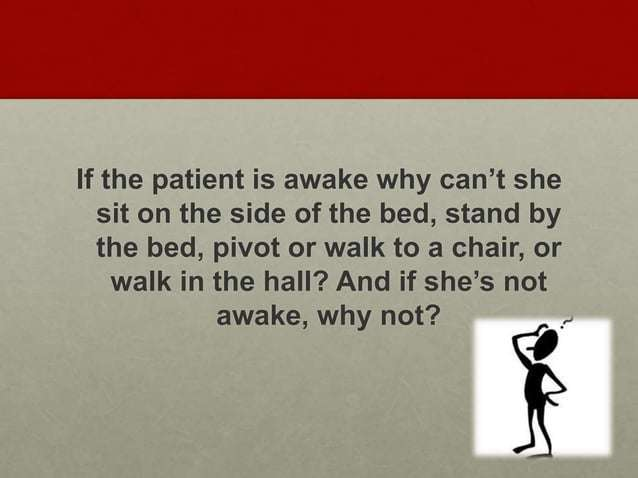 If the patient is awake why can’t she
sit on the side of the bed, stand by
the bed, pivot or walk to a chair, or
walk in the hall? And if she’s not
awake, why not?
?